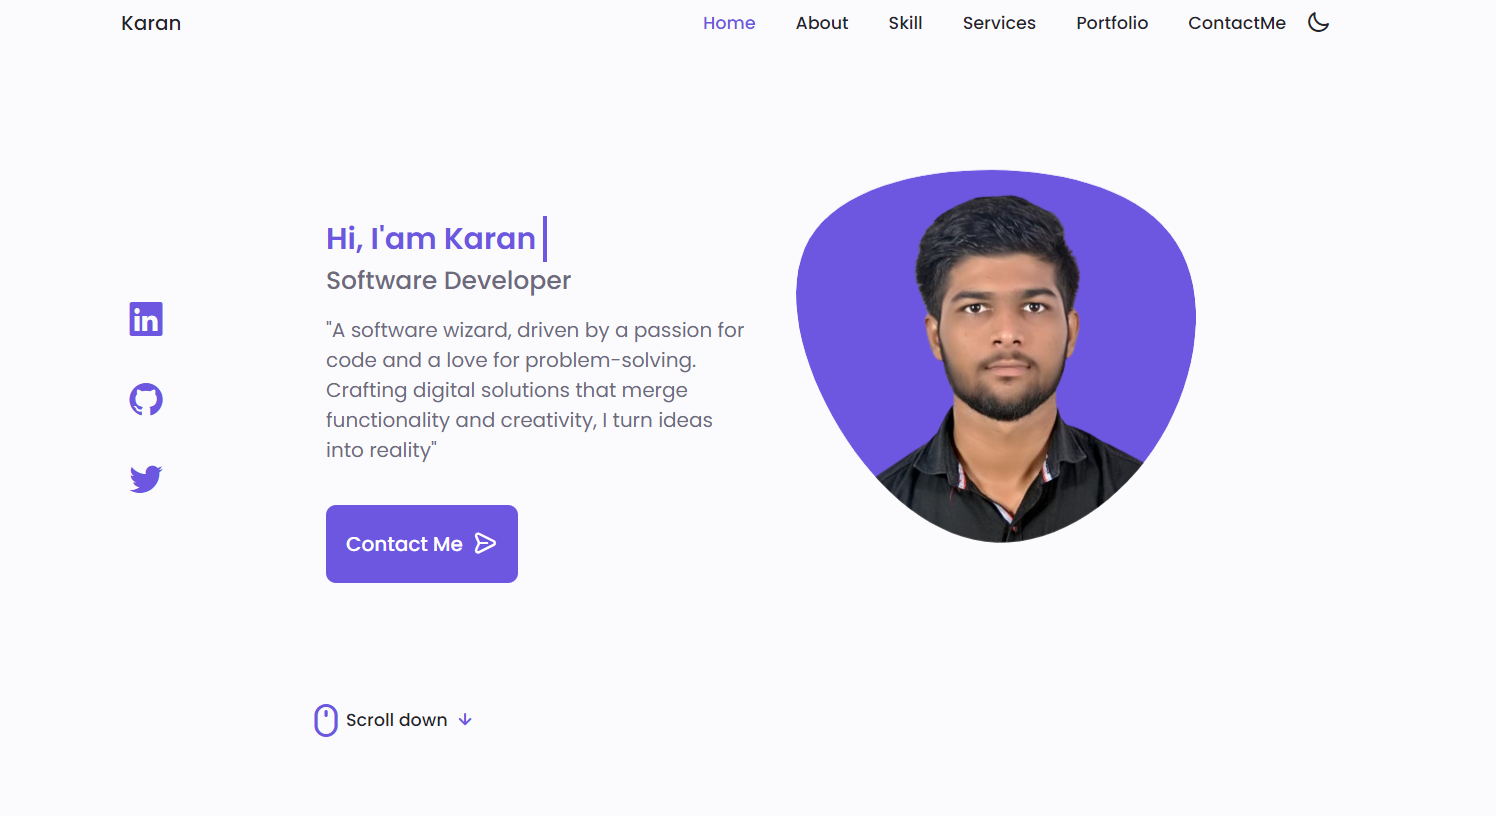 Karan
Home About Skill Services Portfolio ContactMe
Hi, I'am Karan
Software Developer
"A software wizard, driven by a passion for
code and a love for problem-solving.
Crafting digital solutions that merge
functionality and creativity, I turn ideas
into reality"
in
Contact Me
Scroll down